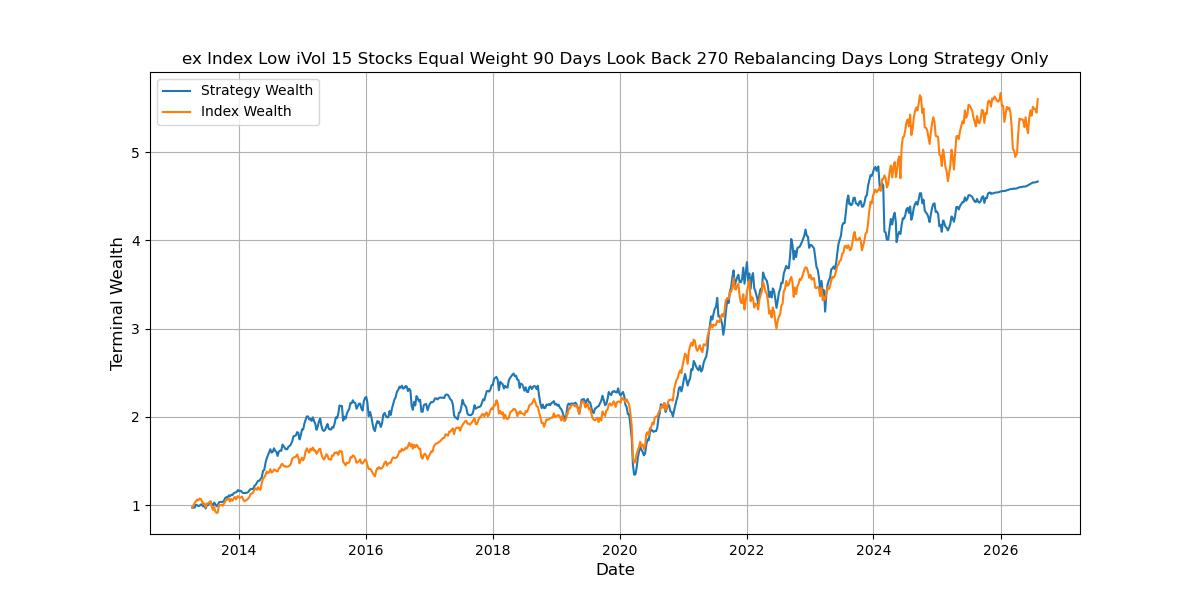 ex Index Low iVol 15 Stocks Equal Weight 90 Days Look Back 270 Rebalancing Days Long Strategy Only
Strategy Wealth
Index Wealth
Terminal Wealth
5
4
3
2
1
2014 2016 2018 2020 2022 2024 2026
Date